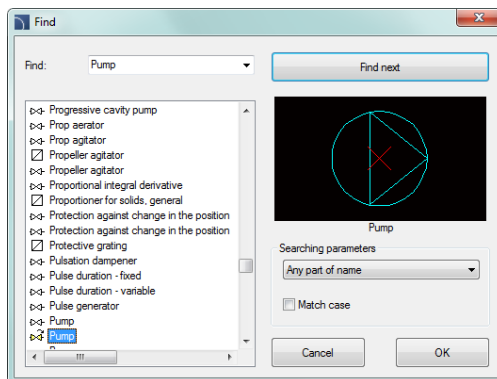 Find
Find:
Pump
Find next
Progressive cavity pump
Prop aerator
Prop agitator
Propeller agitator
Propeller agitator
Proportional integral derivative
Proportioner for solids, general
Protection against change in the position
Protection against change in the position
Protective grating
Pulsation dampener
Pulse duration - fixed
Pulse duration - variable
Pulse generator
Pump
Pump
Pump
Searching parameters
Any part of name
Match case
Cancel
OK